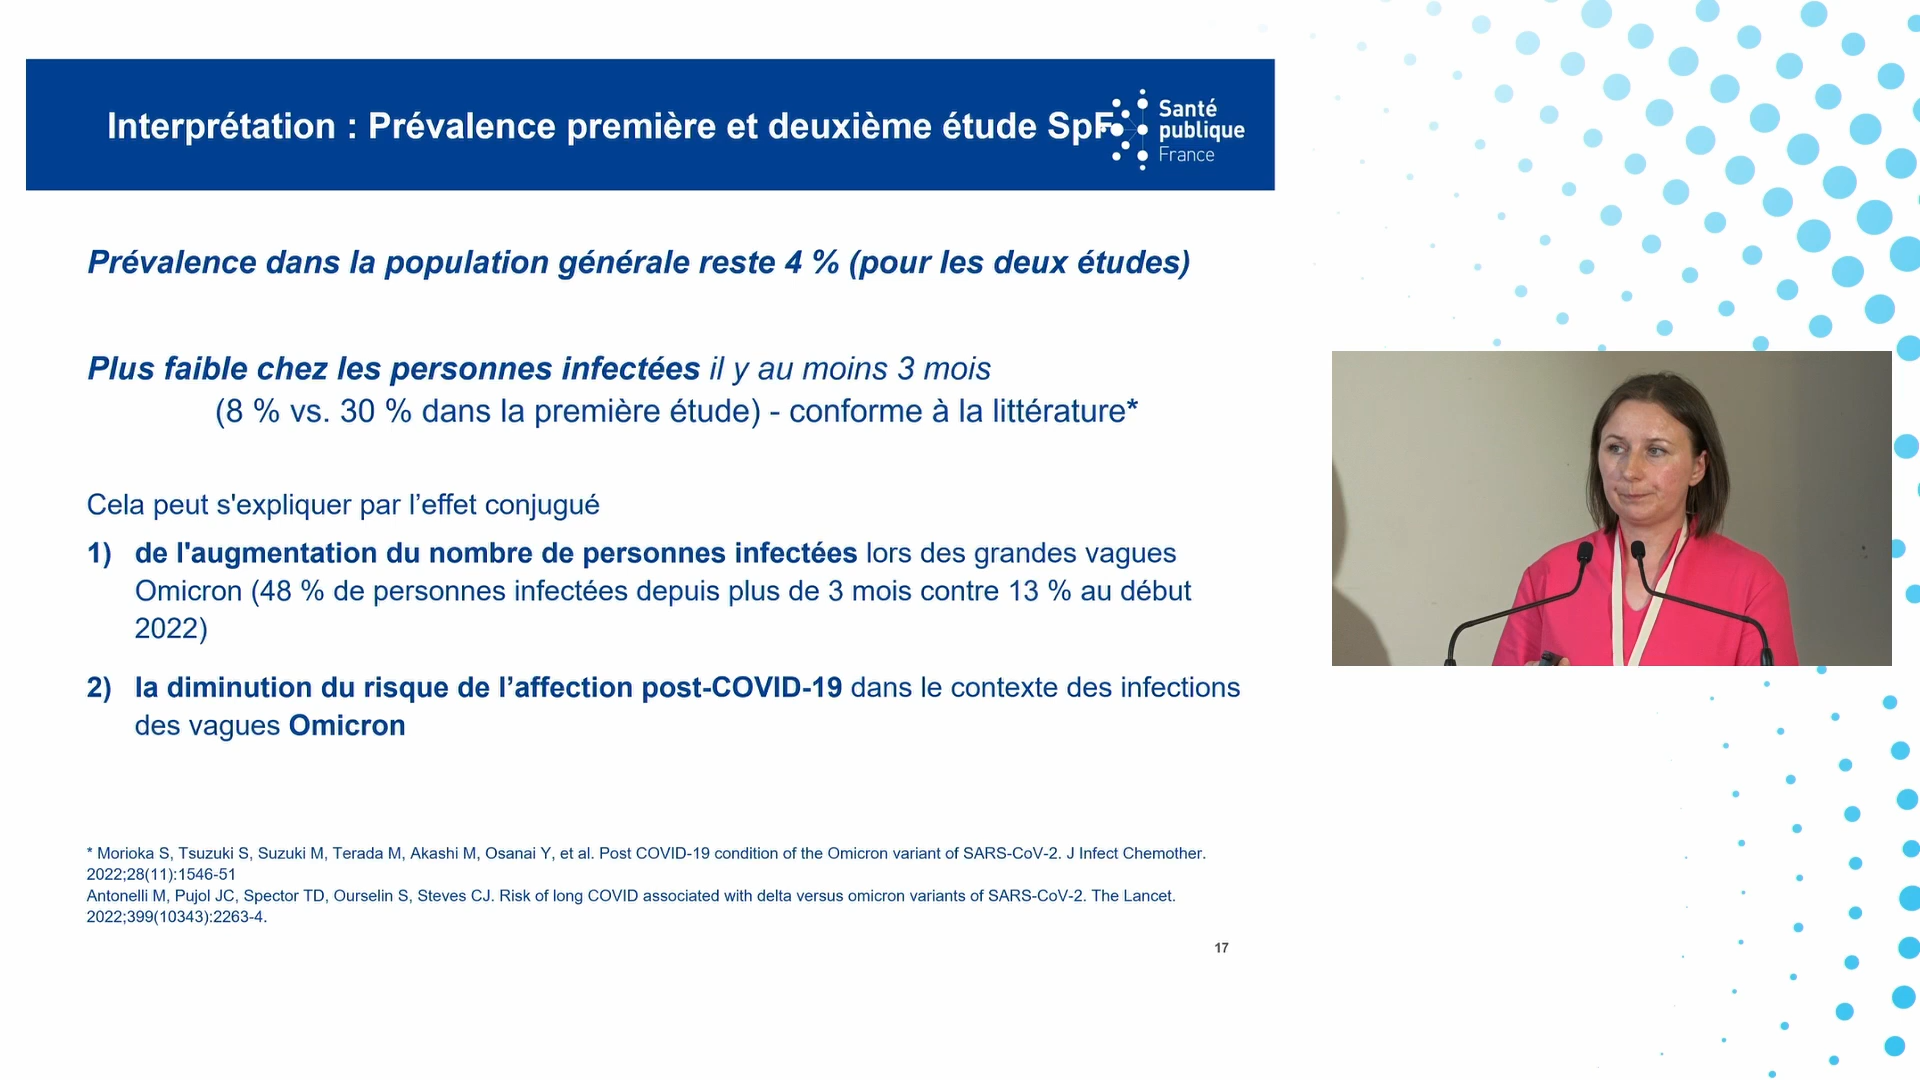 Interprétation : Prévalence première et deuxième étude SpF
Santé
publique
France
Prévalence dans la population générale reste 4 % (pour les deux études)
Plus faible chez les personnes infectées il y au moins 3 mois
(8 % vs. 30 % dans la première étude) - conforme à la littérature*
Cela peut s'expliquer par l’effet conjugué
1) de l'augmentation du nombre de personnes infectées lors des grandes vagues
Omicron (48 % de personnes infectées depuis plus de 3 mois contre 13 % au début
2022)
2) la diminution du risque de l’affection post-COVID-19 dans le contexte des infections
des vagues Omicron
* Morioka S, Tsuzuki S, Suzuki M, Terada M, Akashi M, Osanai Y, et al. Post COVID-19 condition of the Omicron variant of SARS-CoV-2. J Infect Chemother.
2022;28(11):1546-51
Antonelli M, Pujol JC, Spector TD, Ourselin S, Steves CJ. Risk of long COVID associated with delta versus omicron variants of SARS-CoV-2. The Lancet.
2022;399(10343):2263-4.
17